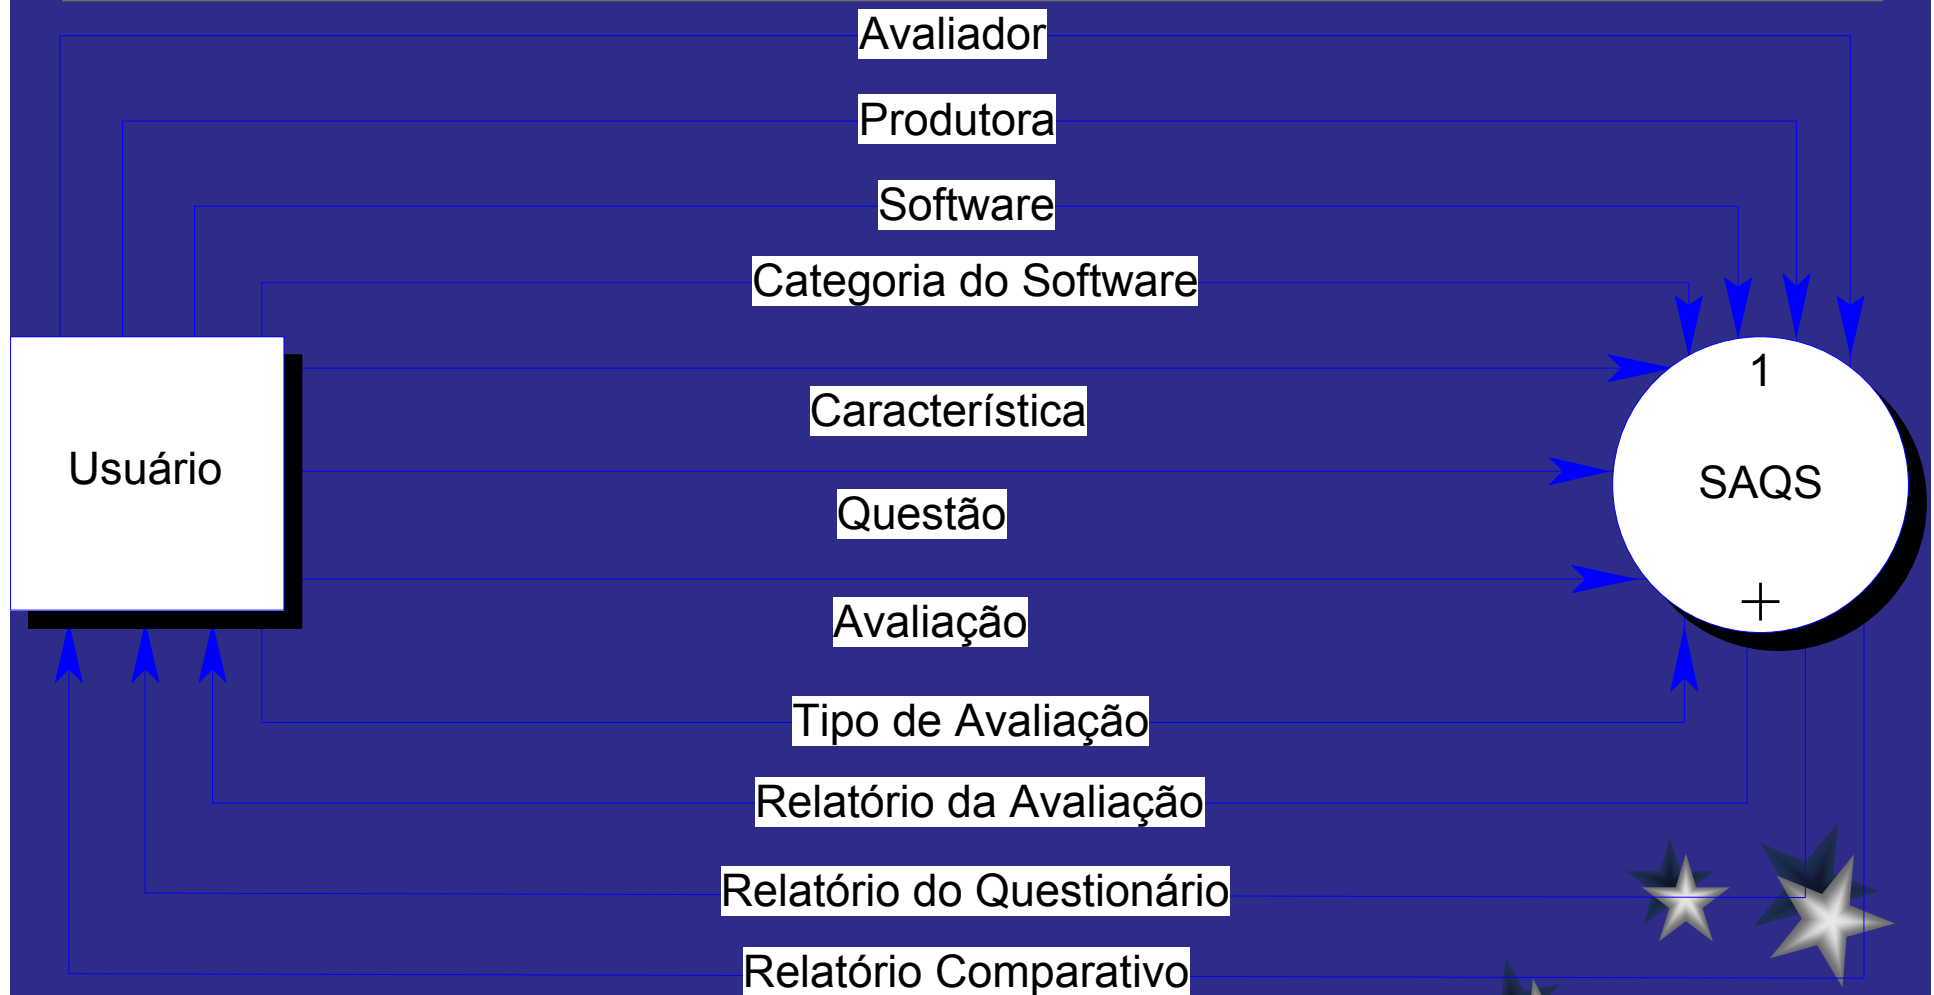 Avaliador
Produtora
Software
Categoria do Software
Característica
Usuário
1
SAQS
+
Questão
Avaliação
Tipo de Avaliação
Relatório da Avaliação
Relatório do Questionário
Relatório Comparativo